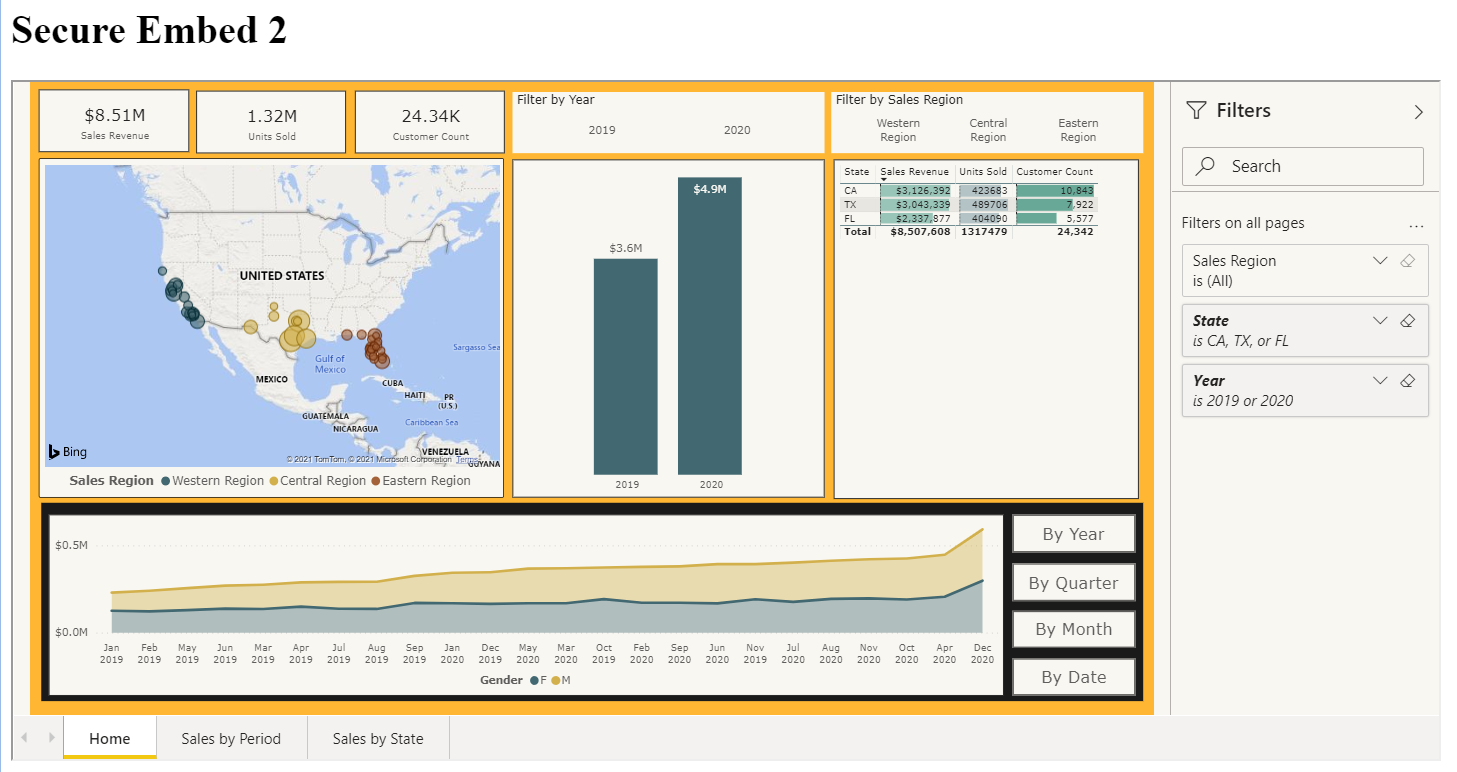 Secure Embed 2
$8.51M
Sales Revenue
1.32M
Units Sold
24.34K
Customer Count
Filter by Year
2019 2020
Filter by Sales Region
Western Region
Central Region
Eastern Region
UNITED STATES
Gulf of
Mexico
Sargasso Sea
MEXICO
CUBA
HAITI
PR
(U.S.)
GUATEMALA
NICARAGUA
Caribbean Sea
VENEZUELA
GUYANA
Bing
© 2021 TomTom, © 2021 Microsoft Corporation Terms
Sales Region Western Region Central Region Eastern Region
$4.9M
$3.6M
2019 2020
State Sales Revenue Units Sold Customer Count
CA $3,126,392 423683 10,843
TX $3,043,339 489706 7,922
FL $2,337,877 404090 5,577
Total $8,507,608 1317479 24,342
Filters
Search
Filters on all pages
...
Sales Region
is (All)
State
is CA, TX, or FL
Year
is 2019 or 2020
$0.5M
$0.0M
Jan Feb May Jun Mar Apr Jul Aug Sep Jan Dec May Mar Oct Feb Sep Jun Nov Jul Aug Nov Oct Apr Dec
2019 2019 2019 2019 2019 2019 2019 2019 2019 2020 2019 2020 2020 2019 2020 2020 2020 2019 2020 2020 2020 2020 2020 2020
Gender F M
By Year
By Quarter
By Month
By Date
Home Sales by Period Sales by State